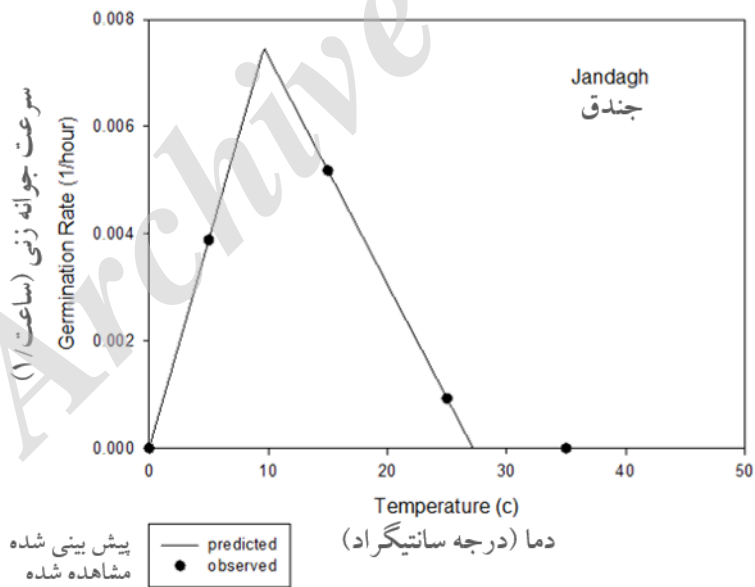 0.008
0.006
0.004
0.002
0.000
سرعت جوانه زنی (ساعت/۱)
Germination Rate (1/hour)
Archive
Jandagh
جندق
0 10 20 30 40 50
Temperature (c)
دما (درجه سانتیگراد)
پیش بینی شده
predicted
مشاهده شده
observed